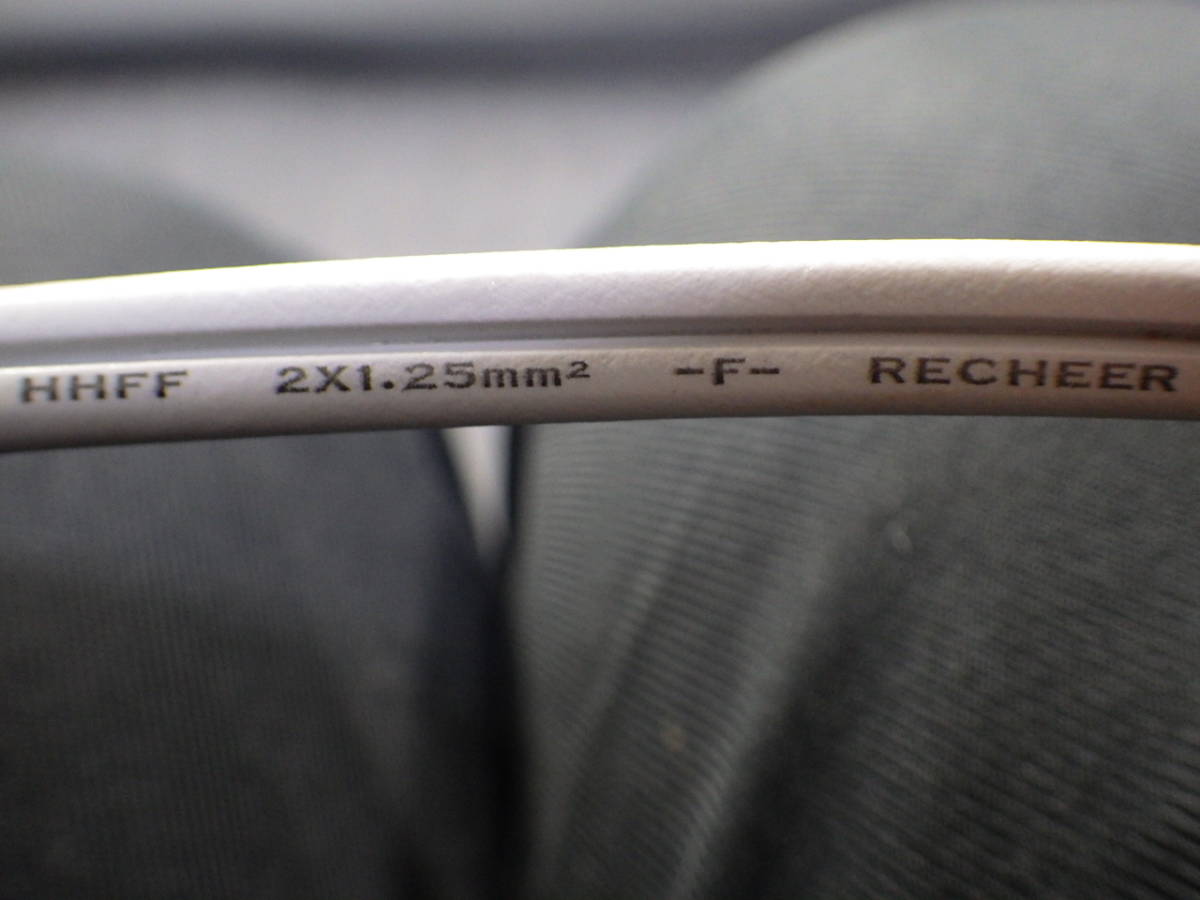 HHFF 2X1.25mm² -F- RECHEER